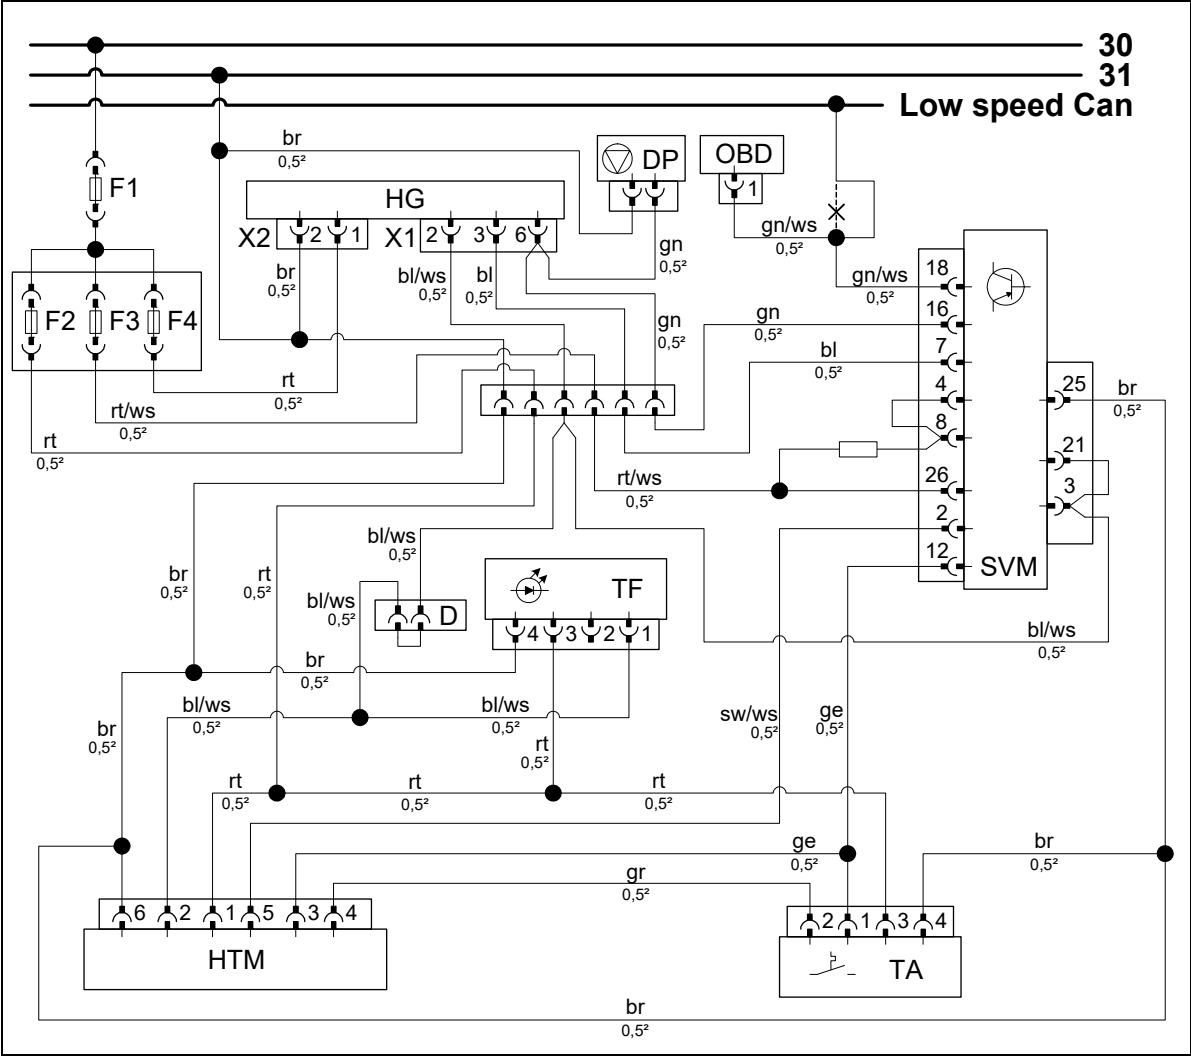 30
31
Low speed Can
br
0,5²
DP
OBD
1
F1
HG
X2 2 1
X1 2 3 6
gn/ws
0,5²
gn
0,5²
br
0,5²
bl/ws
0,5²
bl
0,5²
gn/ws
0,5²
18
F2 F3 F4
gn
0,5²
gn
0,5²
16
bl
0,5²
7
rt
0,5²
4
25
br
0,5²
rt/ws
0,5²
8
rt
0,5²
21
rt/ws
0,5²
26
3
2
bl/ws
0,5²
12
SVM
br
0,5²
rt
0,5²
bl/ws
0,5²
D
TF
4 3 2 1
bl/ws
0,5²
br
0,5²
bl/ws
0,5²
bl/ws
0,5²
sw/ws
0,5²
ge
0,5²
br
0,5²
rt
0,5²
rt
0,5²
rt
0,5²
rt
0,5²
ge
0,5²
br
0,5²
gr
0,5²
6 2 1 5 3 4
HTM
2 1 3 4
TA
br
0,5²